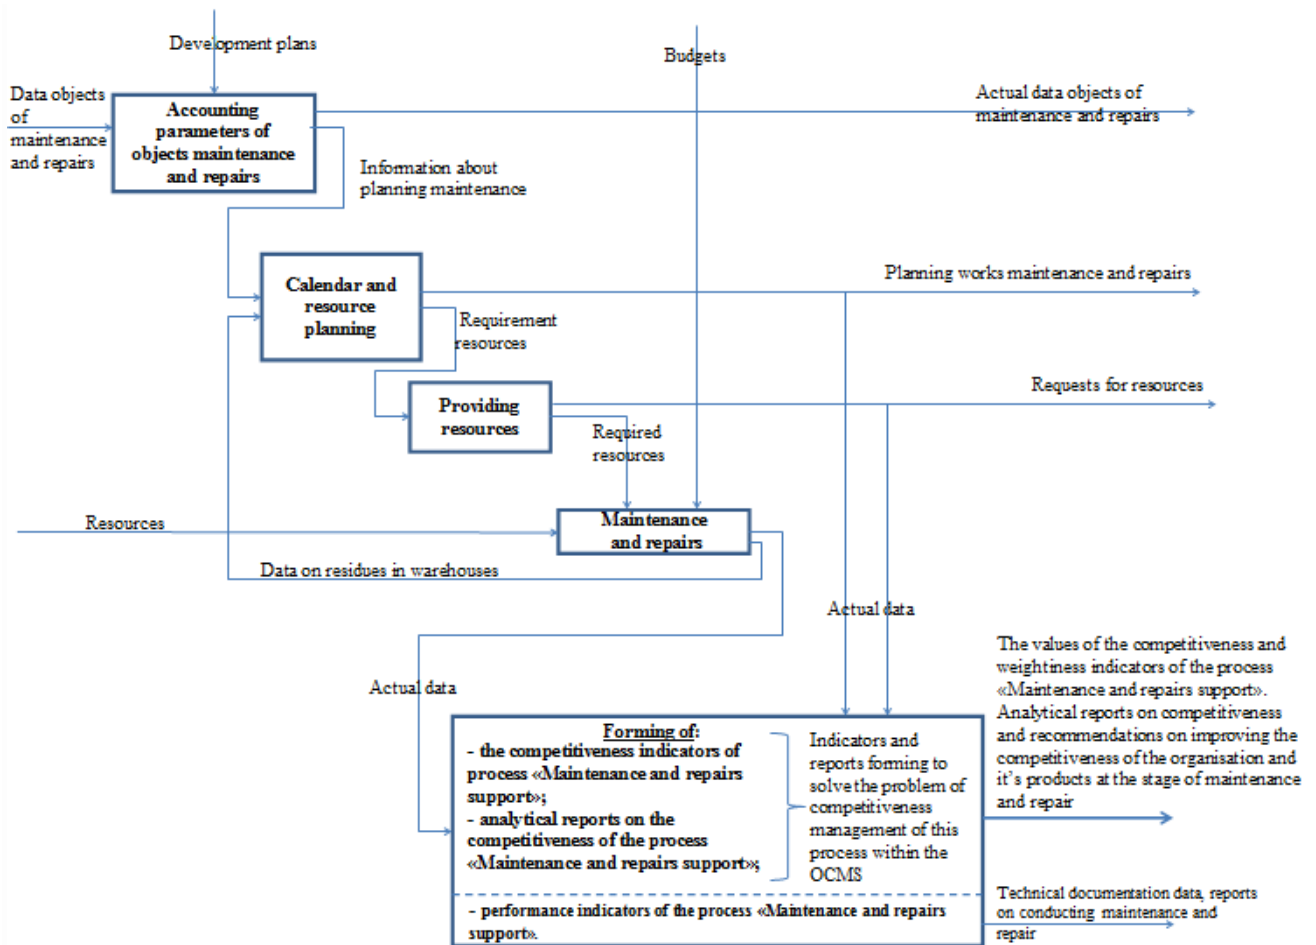 Development plans
Budgets
Data objects
of
maintenance
and repairs
Accounting
parameters of
objects maintenance
and repairs
Actual data objects of
maintenance and repairs
Information about
planning maintenance
Calendar and
resource
planning
Planning works maintenance and repairs
Requirement
resources
Requests for resources
Providing
resources
Required
resources
Resources
Maintenance
and repairs
Data on residues in warehouses
Actual data
Actual data
The values of the competitiveness and
weightiness indicators of the process
«Maintenance and repairs support».
Analytical reports on competitiveness
and recommendations on improving the
competitiveness of the organisation and
it's products at the stage of maintenance
and repair
Forming of:
- the competitiveness indicators of
process «Maintenance and repairs
support»;
- analytical reports on the
competitiveness of the process
«Maintenance and repairs support»;
Indicators and
reports forming to
solve the problem of
competitiveness
management of this
process within the
OCMS
- performance indicators of the process «Maintenance and repairs
support».
Technical documentation data, reports
on conducting maintenance and
repair